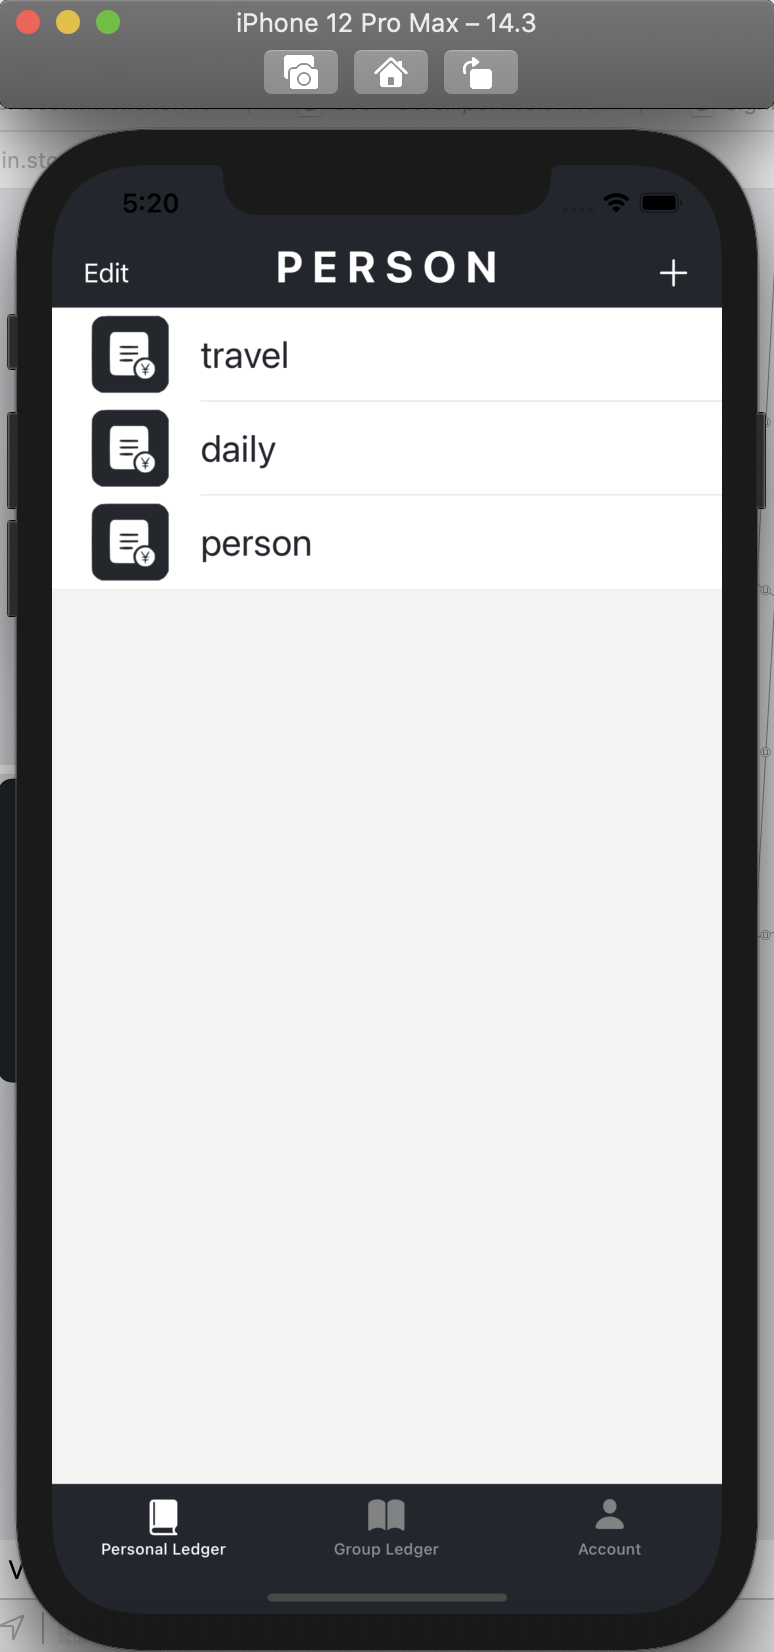 iPhone 12 Pro Max – 14.3
5:20
Edit
PERSON
travel
daily
person
Personal Ledger
Group Ledger
Account